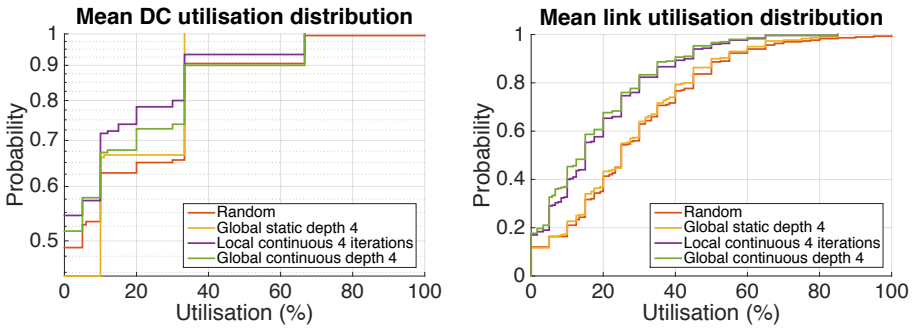 Mean DC utilisation distribution
1
0.9
0.8
0.7
0.6
0.5
Probability
Random
Global static depth 4
Local continuous 4 iterations
Global continuous depth 4
0 20 40 60 80 100
Utilisation (%)
Mean link utilisation distribution
1
0.8
0.6
0.4
0.2
0
Probability
Random
Global static depth 4
Local continuous 4 iterations
Global continuous depth 4
0 20 40 60 80 100
Utilisation (%)